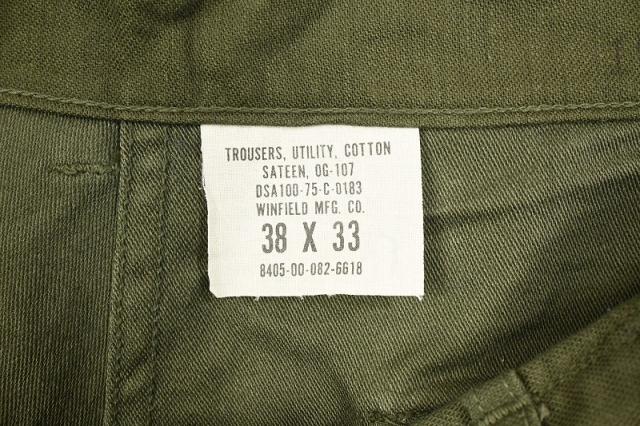 TROUSERS, UTILITY, COTTON
SATEEN, OG-107
DSA100-75-C-0183
WINFIELD MFG. CO.
38 X 33
8405-00-082-6618